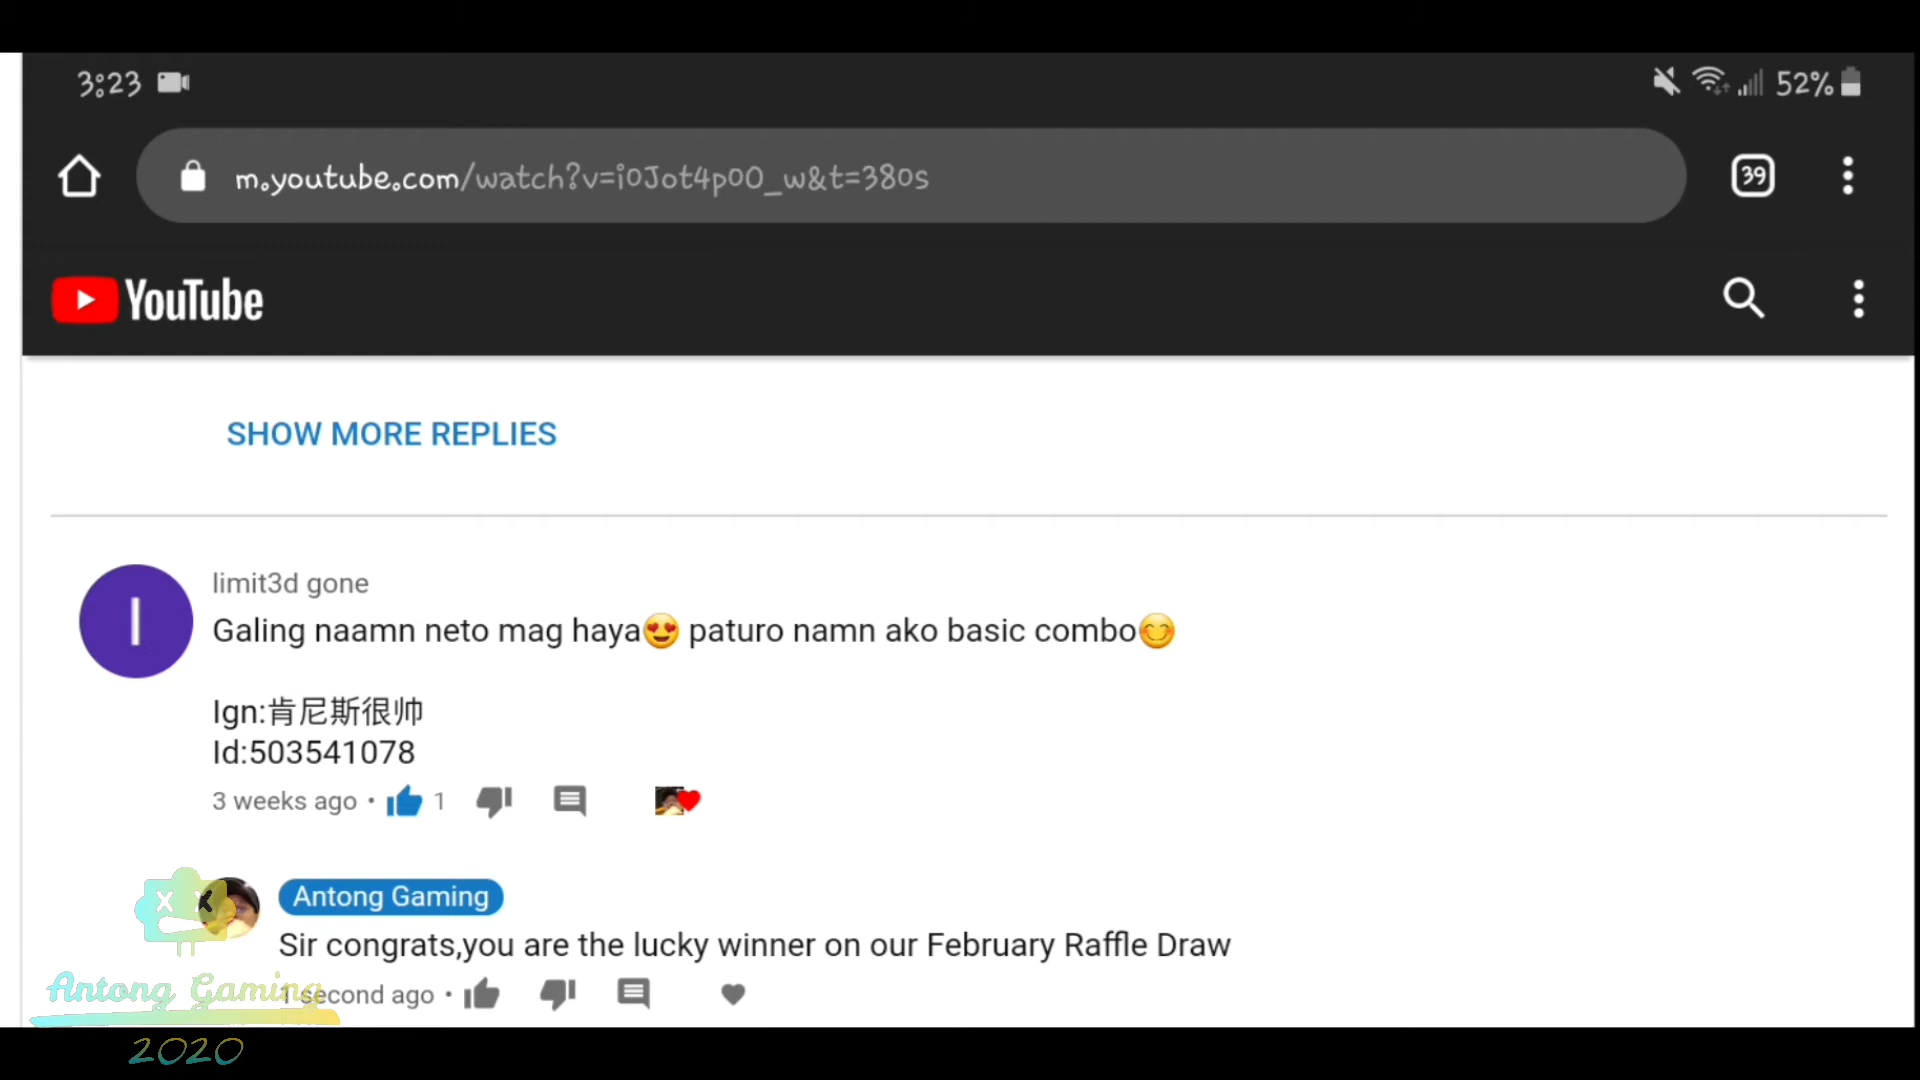 3:23 52%
m.youtube.com/watch?v=i0Jot4p0O_w&t=380s 39
YouTube
SHOW MORE REPLIES
I
limit3d gone
Galing naamn neto mag haya😍 paturo namn ako basic combo😊
Ign:肯尼斯很帅
Id:503541078
3 weeks ago • 1
Antong Gaming
Sir congrats,you are the lucky winner on our February Raffle Draw
1 second ago •
Antong Gaming
2020